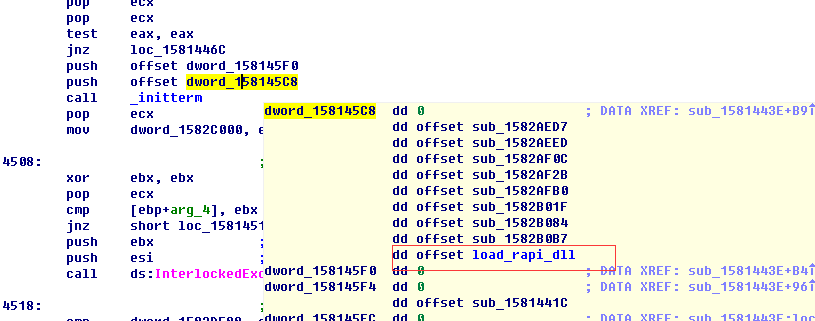 pop ecx
pop ecx
test eax, eax
jnz loc_1581446C
push offset dword_158145F0
push offset dword_158145C8
call _initterm
pop ecx
mov dword_1582C000, e
4508: ;
xor ebx, ebx
pop ecx
cmp [ebp+arg_4], ebx
jnz short loc_1581451
push ebx ;
push esi ;
call ds:InterlockedExc
4518: ;
dword_158145C8 dd 0 ; DATA XREF: sub_1581443E+B9↑
dd offset sub_1582AED7
dd offset sub_1582AEED
dd offset sub_1582AF0C
dd offset sub_1582AF2B
dd offset sub_1582AFB0
dd offset sub_1582B01F
dd offset sub_1582B084
dd offset sub_1582B0B7
dd offset load_rapi_dll
dword_158145F0 dd 0 ; DATA XREF: sub_1581443E+B4↑
dword_158145F4 dd 0 ; DATA XREF: sub_1581443E+96↑
dd offset sub_1581441C